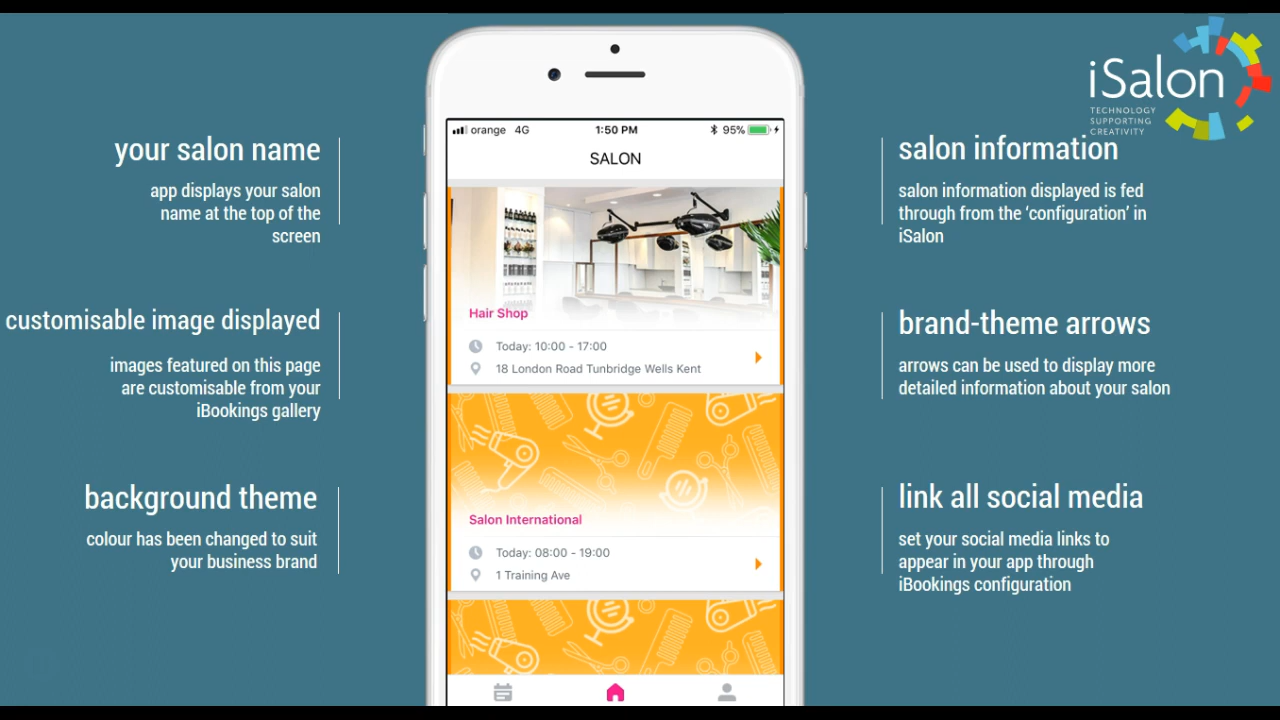 iSalon
TECHNOLOGY
SUPPORTING
CREATIVITY
your salon name
app displays your salon
name at the top of the
screen
customisable image displayed
images featured on this page
are customisable from your
iBookings gallery
background theme
colour has been changed to suit
your business brand
orange 4G 1:50 PM 95%
SALON
Hair Shop
Today: 10:00 - 17:00
18 London Road Tunbridge Wells Kent
Salon International
Today: 08:00 - 19:00
1 Training Ave
salon information
salon information displayed is fed
through from the ‘configuration’ in
iSalon
brand-theme arrows
arrows can be used to display more
detailed information about your salon
link all social media
set your social media links to
appear in your app through
iBookings configuration